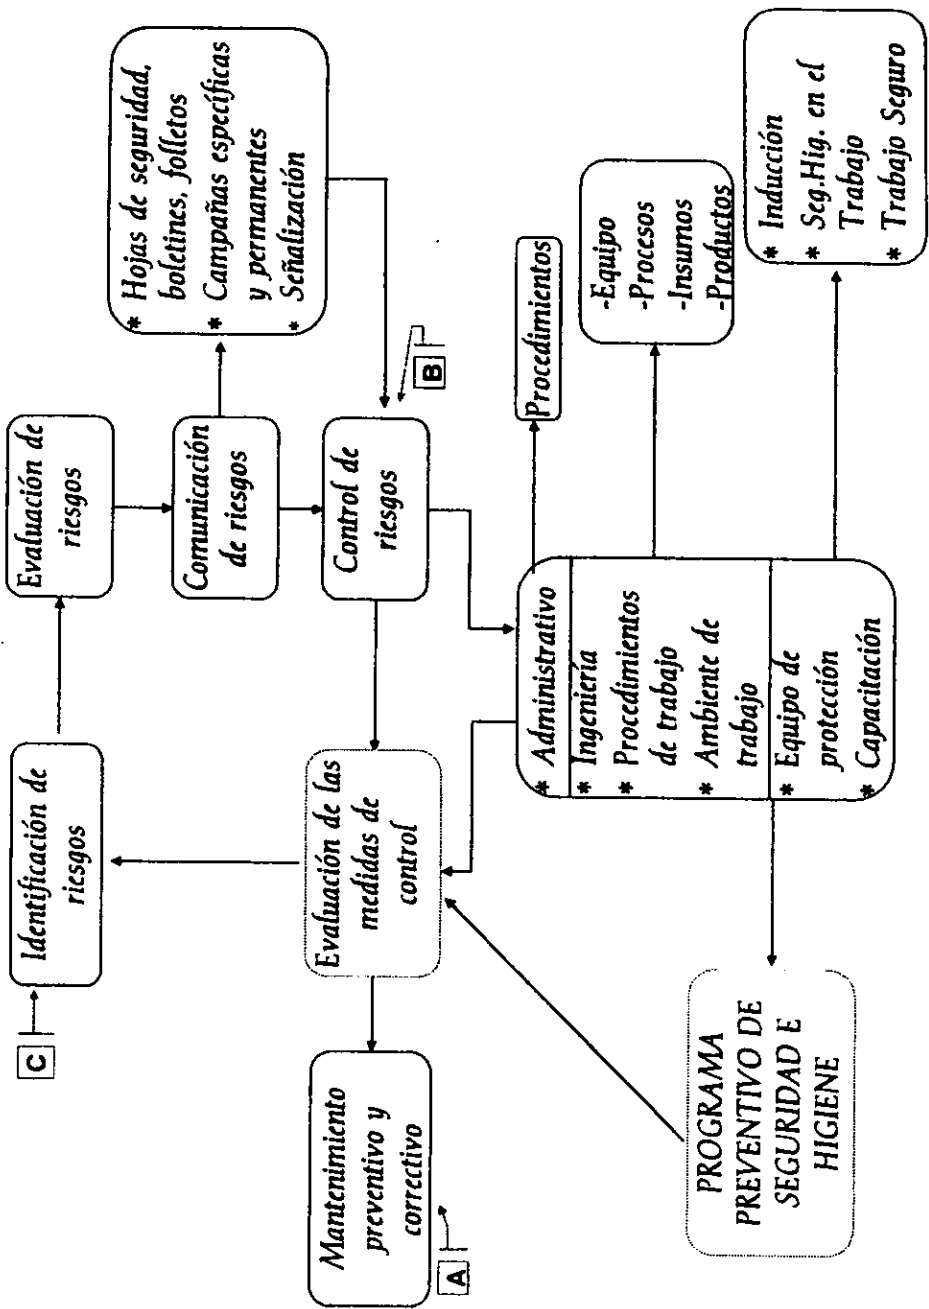 C
Identificación de
riesgos
Evaluación de
riesgos
Comunicación
de riesgos
* Hojas de seguridad,
boletines, folletos
* Campañas específicas
y permanentes
* Señalización
Control de
riesgos
B
Evaluación de las
medidas de
control
Mantenimiento
preventivo y
correctivo
A
* Administrativo
* Ingeniería
* Procedimientos
de trabajo
* Ambiente de
trabajo
* Equipo de
protección
* Capacitación
Procedimientos
-Equipo
-Procesos
-Insumos
-Productos
* Inducción
* Seg.Hig. en el
Trabajo
* Trabajo Seguro
PROGRAMA
PREVENTIVO DE
SEGURIDAD E
HIGIENE